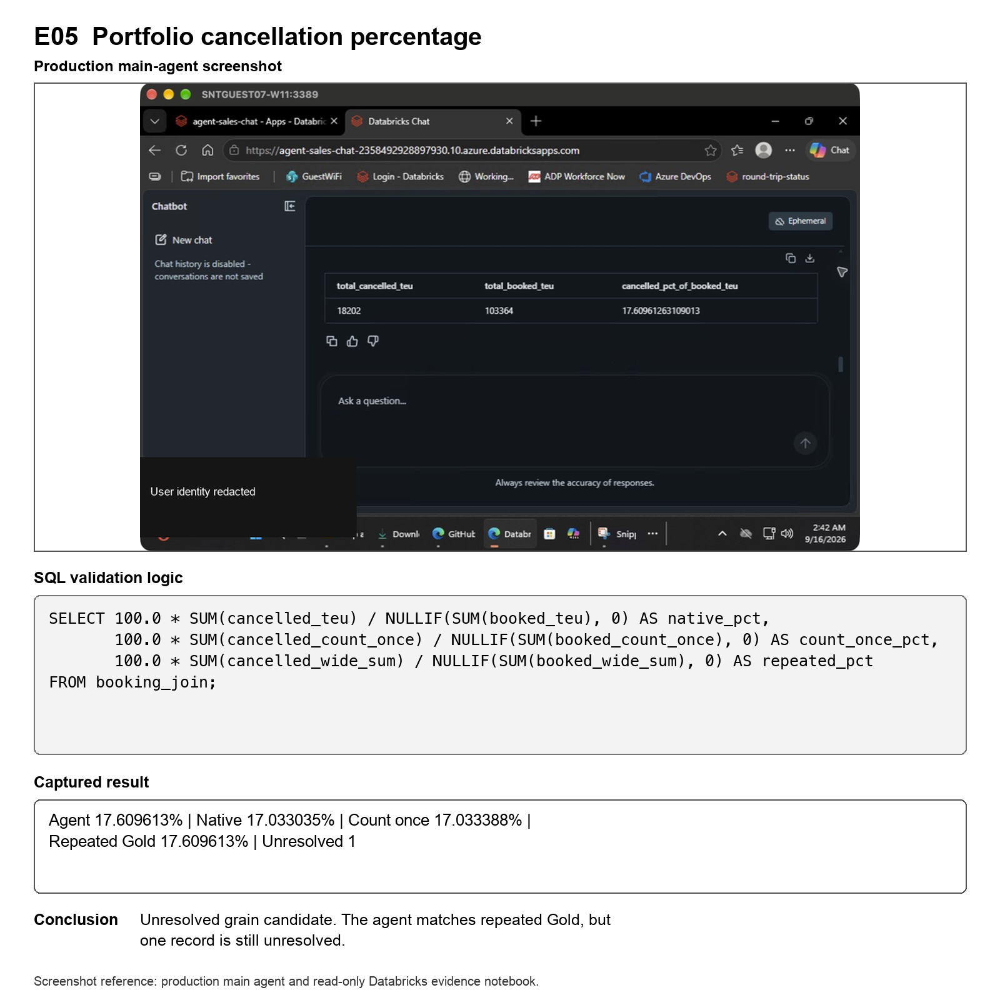 E05  Portfolio cancellation percentage
Production main-agent screenshot
SNTGUEST07-W11:3389
agent-sales-chat - Apps - Databric
Databricks Chat
https://agent-sales-chat-2358492928897930.10.azure.databricksapps.com
Chat
Import favorites
GuestWiFi
Login - Databricks
Working...
ADP Workforce Now
Azure DevOps
round-trip-status
Chatbot
Ephemeral
New chat
Chat history is disabled -
conversations are not saved
total_cancelled_teu total_booked_teu cancelled_pct_of_booked_teu
18202 103364 17.60961263109013
Ask a question...
Always review the accuracy of responses.
User identity redacted
Downl
GitHub
Databr
Snip
2:42 AM
9/16/2026
SQL validation logic
SELECT 100.0 * SUM(cancelled_teu) / NULLIF(SUM(booked_teu), 0) AS native_pct,
100.0 * SUM(cancelled_count_once) / NULLIF(SUM(booked_count_once), 0) AS count_once_pct,
100.0 * SUM(cancelled_wide_sum) / NULLIF(SUM(booked_wide_sum), 0) AS repeated_pct
FROM booking_join;
Captured result
Agent 17.609613% | Native 17.033035% | Count once 17.033388% |
Repeated Gold 17.609613% | Unresolved 1
Conclusion Unresolved grain candidate. The agent matches repeated Gold, but
one record is still unresolved.
Screenshot reference: production main agent and read-only Databricks evidence notebook.